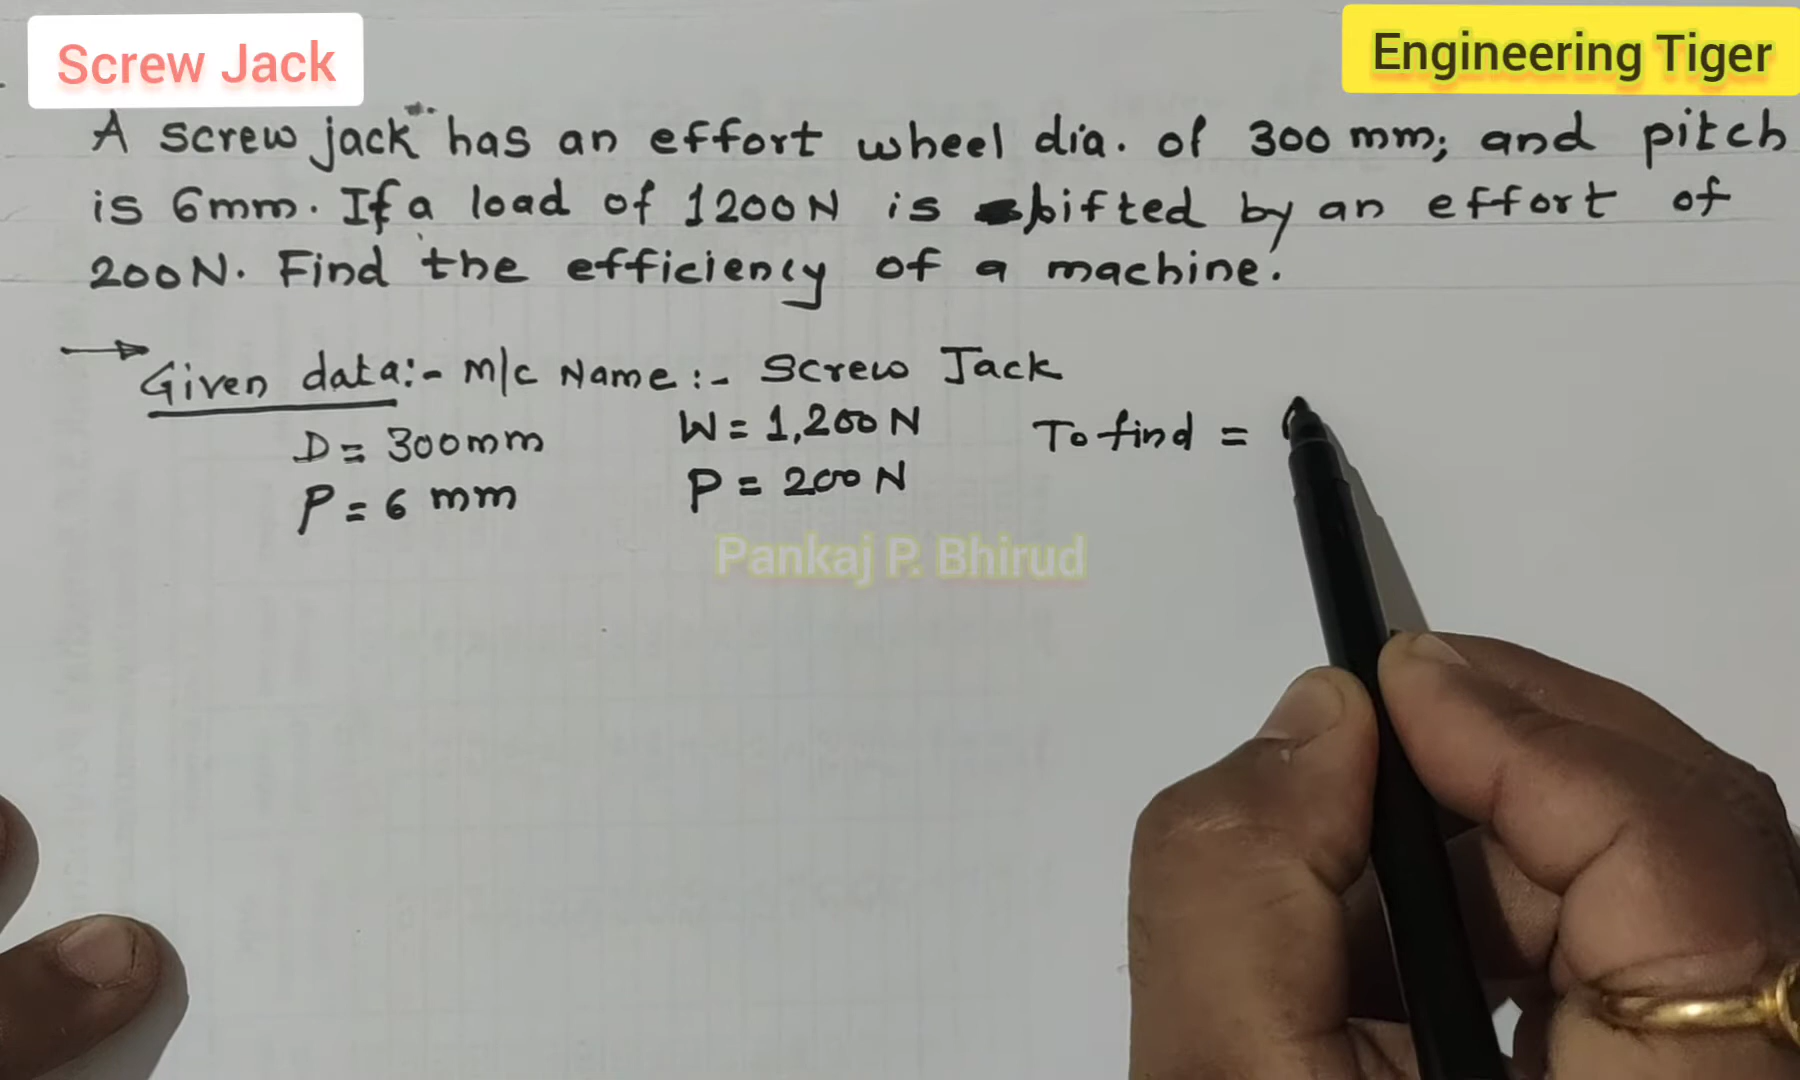 Screw Jack
Engineering Tiger
A screw jack has an effort wheel dia. of 300 mm; and pitch
is 6mm. If a load of 1200N is lifted by an effort of
200N. Find the efficiency of a machine.
Given data:- M/c Name:- Screw Jack
D = 300mm W = 1,200 N To find =
P = 6 mm P = 200 N
Pankaj P. Bhirud